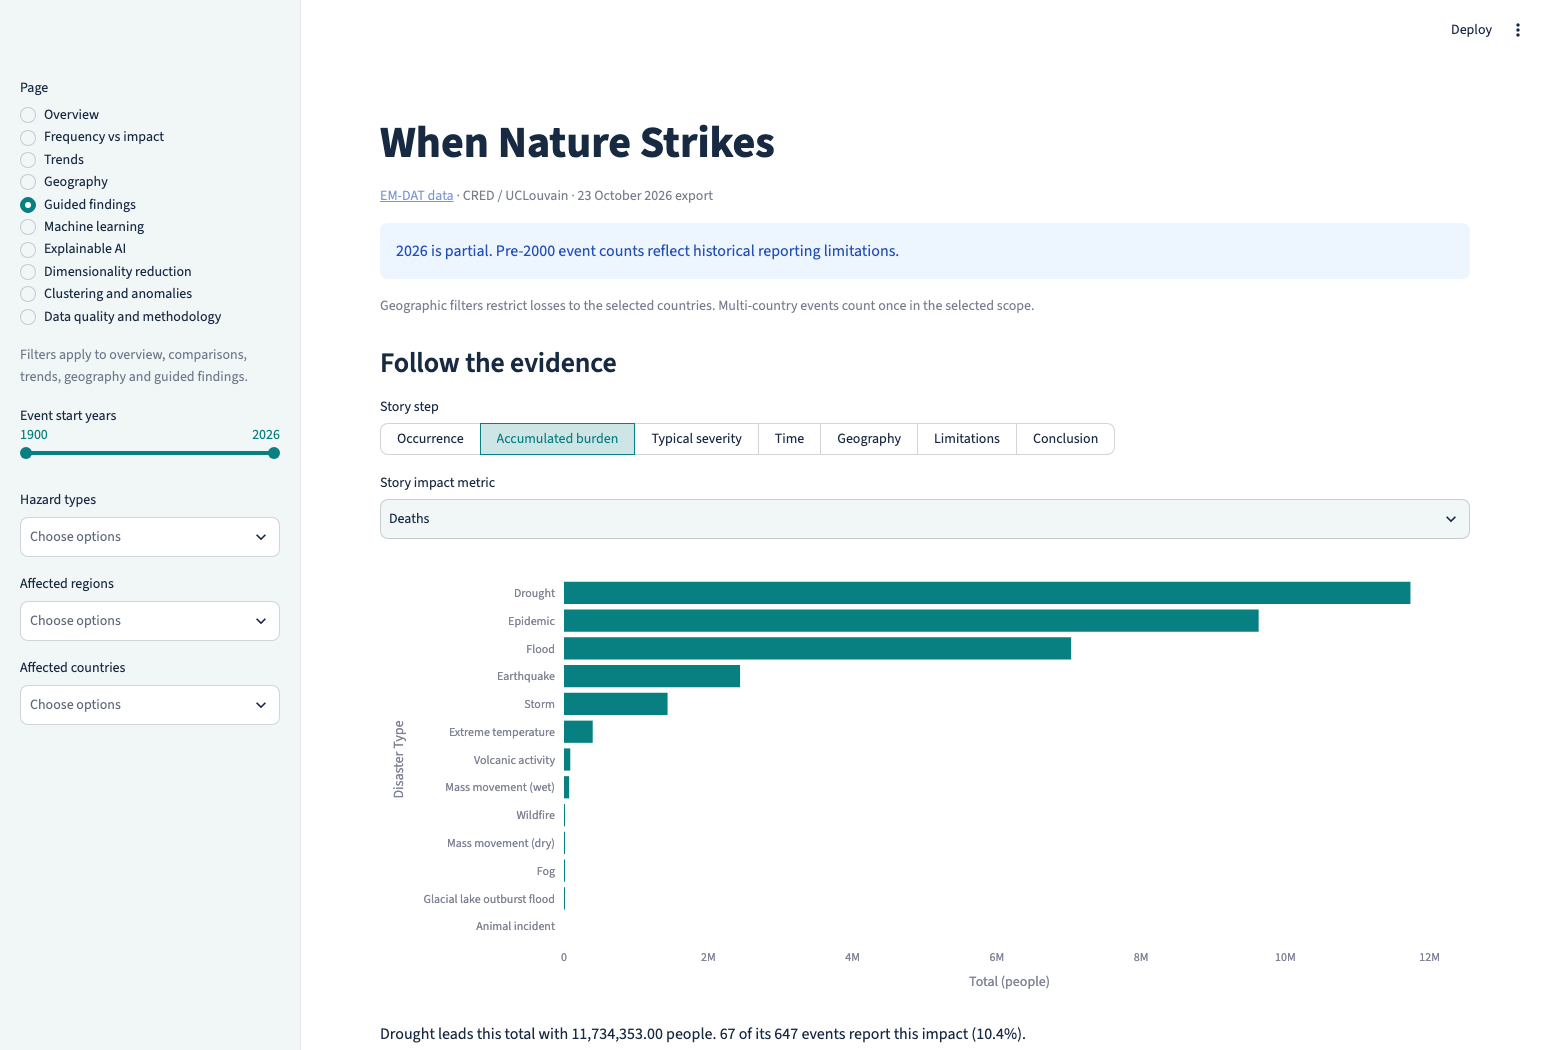 Deploy
Page
Overview
Frequency vs impact
Trends
Geography
Guided findings
Machine learning
Explainable AI
Dimensionality reduction
Clustering and anomalies
Data quality and methodology
Filters apply to overview, comparisons,
trends, geography and guided findings.
Event start years
1900 2026
Hazard types
Choose options
Affected regions
Choose options
Affected countries
Choose options
When Nature Strikes
EM-DAT data · CRED / UCLouvain · 23 October 2026 export
2026 is partial. Pre-2000 event counts reflect historical reporting limitations.
Geographic filters restrict losses to the selected countries. Multi-country events count once in the selected scope.
Follow the evidence
Story step
Occurrence Accumulated burden Typical severity Time Geography Limitations Conclusion
Story impact metric
Deaths
Disaster Type
Drought
Epidemic
Flood
Earthquake
Storm
Extreme temperature
Volcanic activity
Mass movement (wet)
Wildfire
Mass movement (dry)
Fog
Glacial lake outburst flood
Animal incident
0 2M 4M 6M 8M 10M 12M
Total (people)
Drought leads this total with 11,734,353.00 people. 67 of its 647 events report this impact (10.4%).